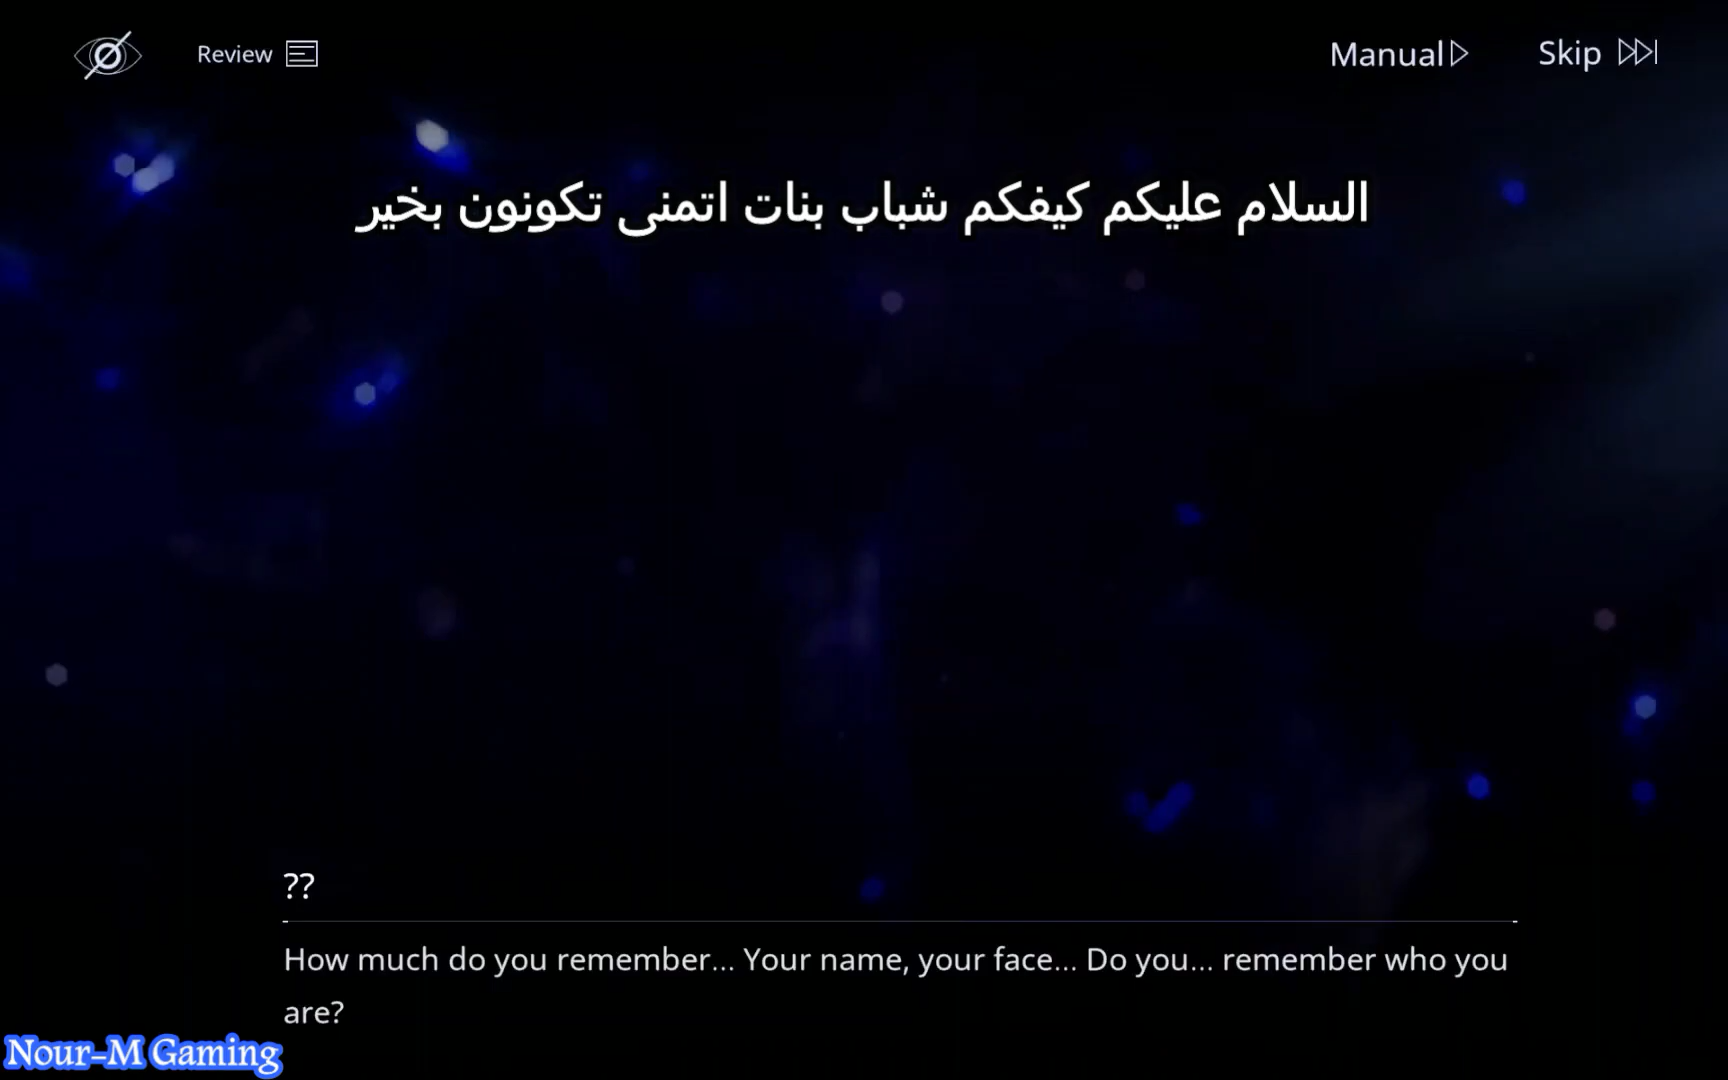 Review
Manual
Skip
السلام عليكم كيفكم شباب بنات اتمنى تكونون بخير
??
How much do you remember... Your name, your face... Do you... remember who you
are?
Nour-M Gaming